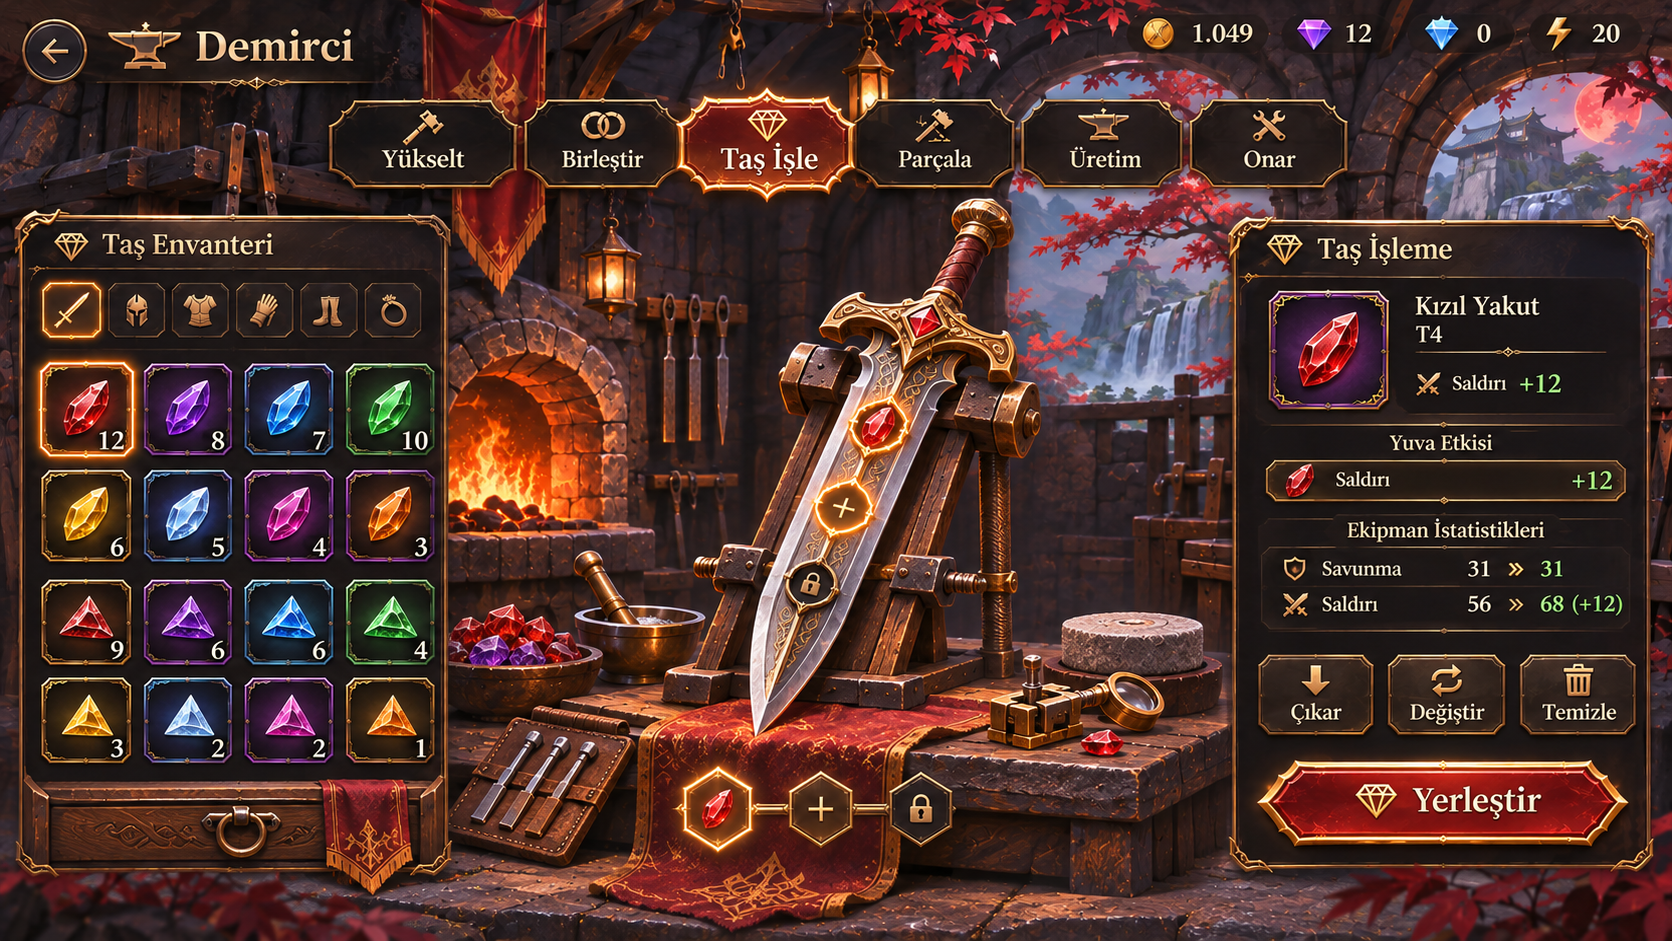 Demirci
1.049
12
0
20
Yükselt
Birleştir
Taş İşle
Parçala
Üretim
Onar
Taş Envanteri
12
8
7
10
6
5
4
3
9
6
6
4
3
2
2
1
Taş İşleme
Kızıl Yakut
T4
Saldırı +12
Yuva Etkisi
Saldırı +12
Ekipman İstatistikleri
Savunma 31 » 31
Saldırı 56 » 68 (+12)
Çıkar
Değiştir
Temizle
Yerleştir